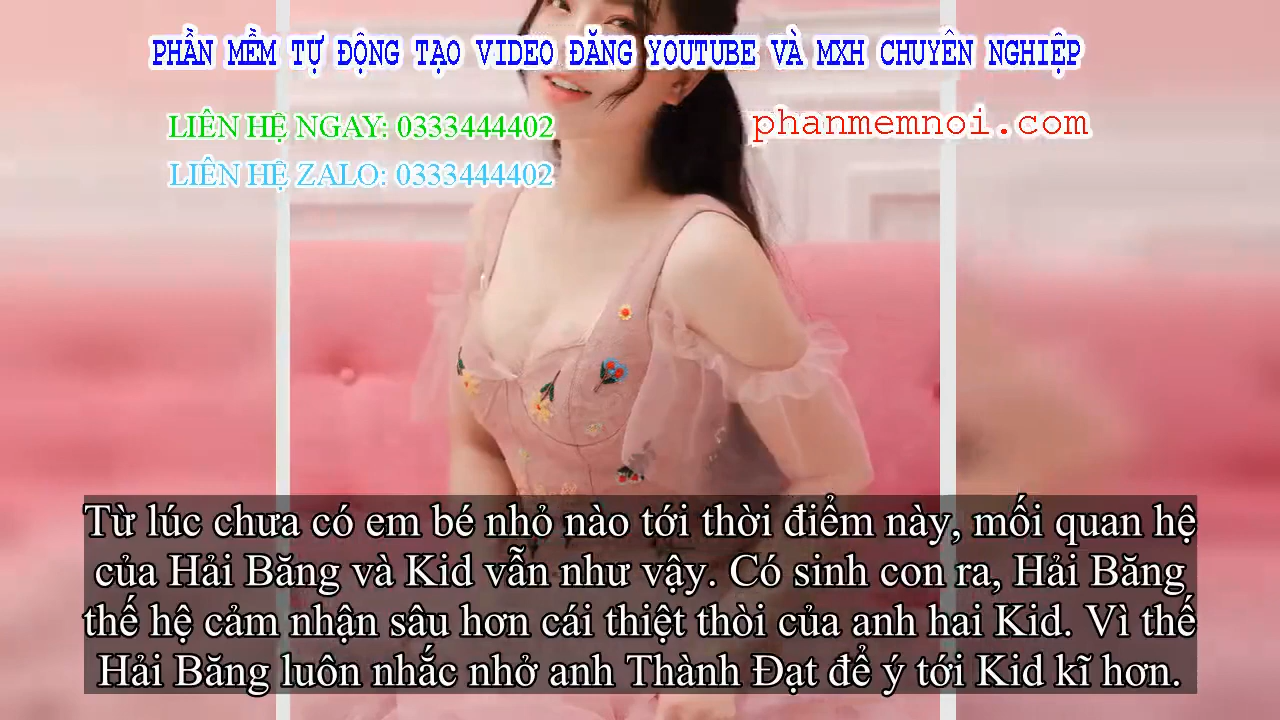 PHẦN MỀM TỰ ĐỘNG TẠO VIDEO ĐĂNG YOUTUBE VÀ MXH CHUYÊN NGHIỆP
LIÊN HỆ NGAY: 0333444402
phanmemnoi.com
LIÊN HỆ ZALO: 0333444402
Từ lúc chưa có em bé nhỏ nào tới thời điểm này, mối quan hệ
của Hải Băng và Kid vẫn như vậy. Có sinh con ra, Hải Băng
thế hệ cảm nhận sâu hơn cái thiệt thòi của anh hai Kid. Vì thế
Hải Băng luôn nhắc nhở anh Thành Đạt để ý tới Kid kĩ hơn.